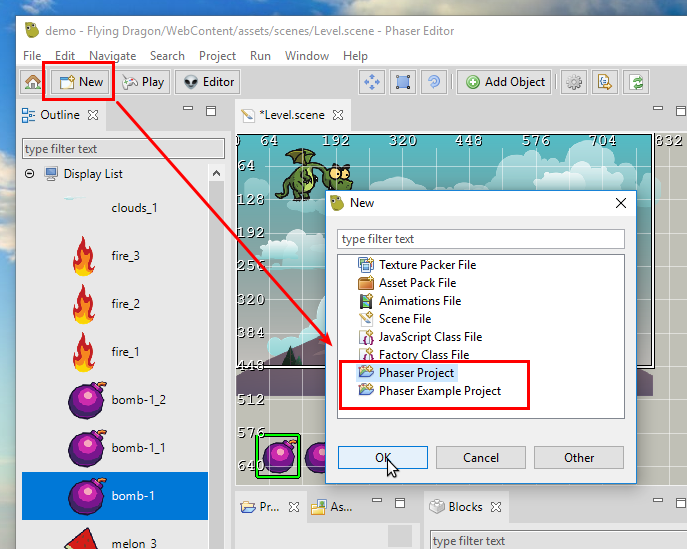 demo - Flying Dragon/WebContent/assets/scenes/Level.scene - Phaser Editor
File Edit Navigate Search Project Run Window Help
New Play Editor Add Object
Outline
*Level.scene
type filter text
Display List
clouds_1
fire_3
fire_2
fire_1
bomb-1_2
bomb-1_1
bomb-1
melon_3
64 192 320 448 576 704 832
64
128
192
256
320
384
448
512
576
640
New
type filter text
Texture Packer File
Asset Pack File
Animations File
Scene File
JavaScript Class File
Factory Class File
Phaser Project
Phaser Example Project
OK Cancel Other
Pr... As... Blocks
type filter text